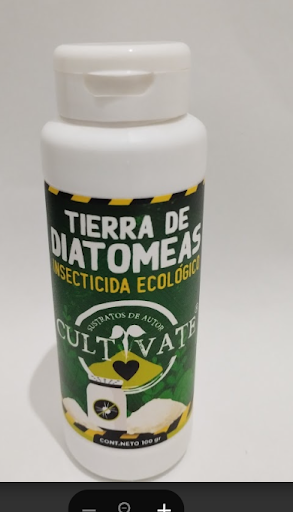 TIERRA DE
DIATOMEAS
INSECTICIDA ECOLÓGICO
SUSTRATOS DE AUTOR
CULTIVATE
CONT.NETO 100 gr